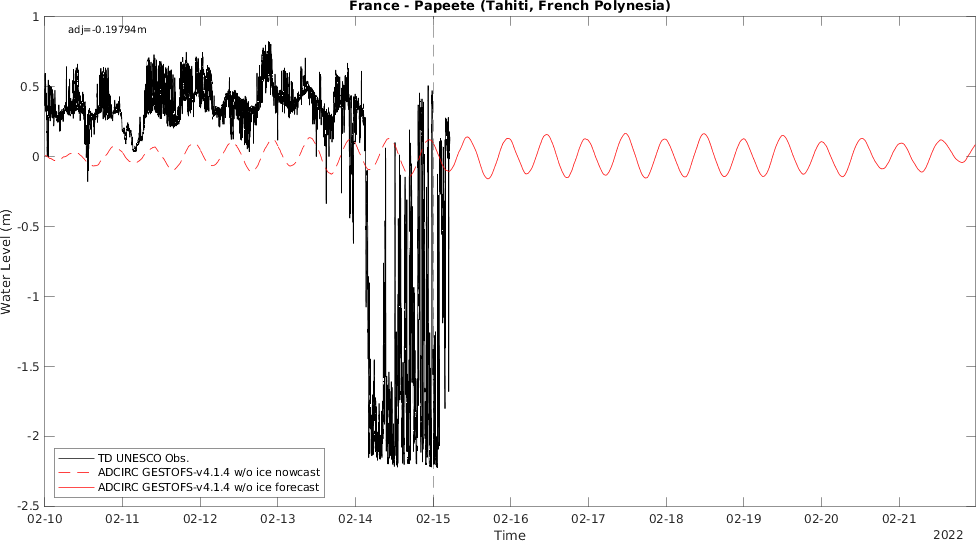 France - Papeete (Tahiti, French Polynesia)
adj=-0.19794m
1
0.5
0
-0.5
-1
-1.5
-2
-2.5
Water Level (m)
TD UNESCO Obs.
ADCIRC GESTOFS-v4.1.4 w/o ice nowcast
ADCIRC GESTOFS-v4.1.4 w/o ice forecast
02-10 02-11 02-12 02-13 02-14 02-15 02-16 02-17 02-18 02-19 02-20 02-21
Time
2022